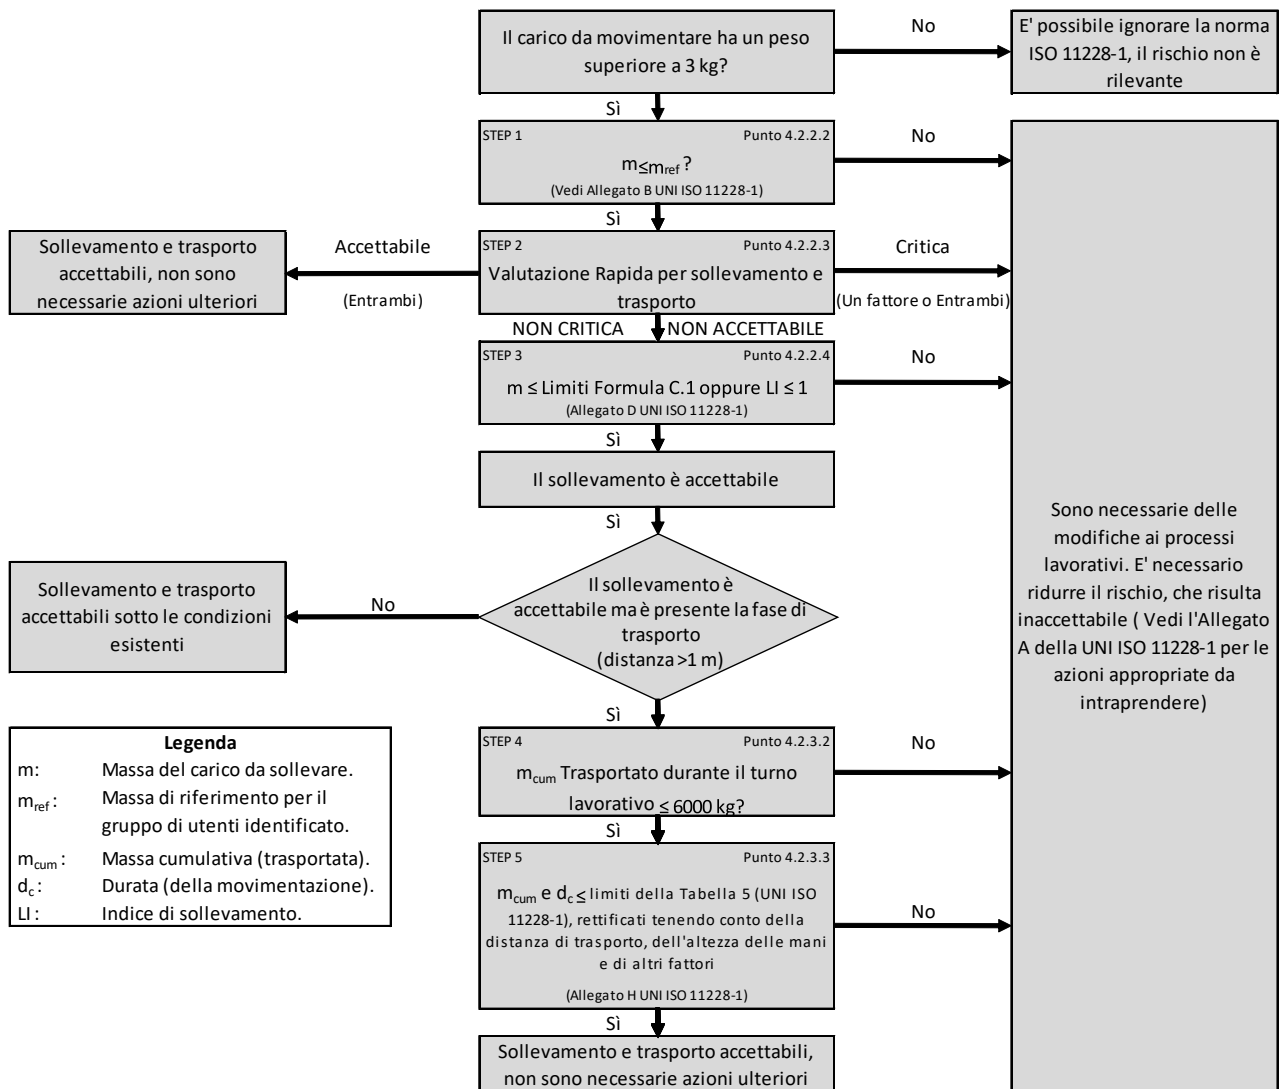 Il carico da movimentare ha un peso
superiore a 3 kg?
No
E' possibile ignorare la norma
ISO 11228-1, il rischio non è
rilevante
Sì
STEP 1 Punto 4.2.2.2
m≤mref ?
(Vedi Allegato B UNI ISO 11228-1)
No
Sì
Sollevamento e trasporto
accettabili, non sono
necessarie azioni ulteriori
Accettabile
(Entrambi)
STEP 2 Punto 4.2.2.3
Valutazione Rapida per sollevamento e
trasporto
Critica
(Un fattore o Entrambi)
NON CRITICA NON ACCETTABILE
STEP 3 Punto 4.2.2.4
m ≤ Limiti Formula C.1 oppure LI ≤ 1
(Allegato D UNI ISO 11228-1)
No
Sì
Il sollevamento è accettabile
Sì
Sono necessarie delle
modifiche ai processi
lavorativi. E' necessario
ridurre il rischio, che risulta
inaccettabile ( Vedi l'Allegato
A della UNI ISO 11228-1 per le
azioni appropriate da
intraprendere)
Sollevamento e trasporto
accettabili sotto le condizioni
esistenti
No
Il sollevamento è
accettabile ma è presente la fase di
trasporto
(distanza >1 m)
Sì
Legenda
m: Massa del carico da sollevare.
mref : Massa di riferimento per il
gruppo di utenti identificato.
mcum : Massa cumulativa (trasportata).
dc : Durata (della movimentazione).
LI : Indice di sollevamento.
STEP 4 Punto 4.2.3.2
mcum Trasportato durante il turno
lavorativo ≤ 6000 kg?
No
Sì
STEP 5 Punto 4.2.3.3
mcum e dc ≤ limiti della Tabella 5 (UNI ISO
11228-1), rettificati tenendo conto della
distanza di trasporto, dell'altezza delle mani
e di altri fattori
(Allegato H UNI ISO 11228-1)
No
Sì
Sollevamento e trasporto accettabili,
non sono necessarie azioni ulteriori